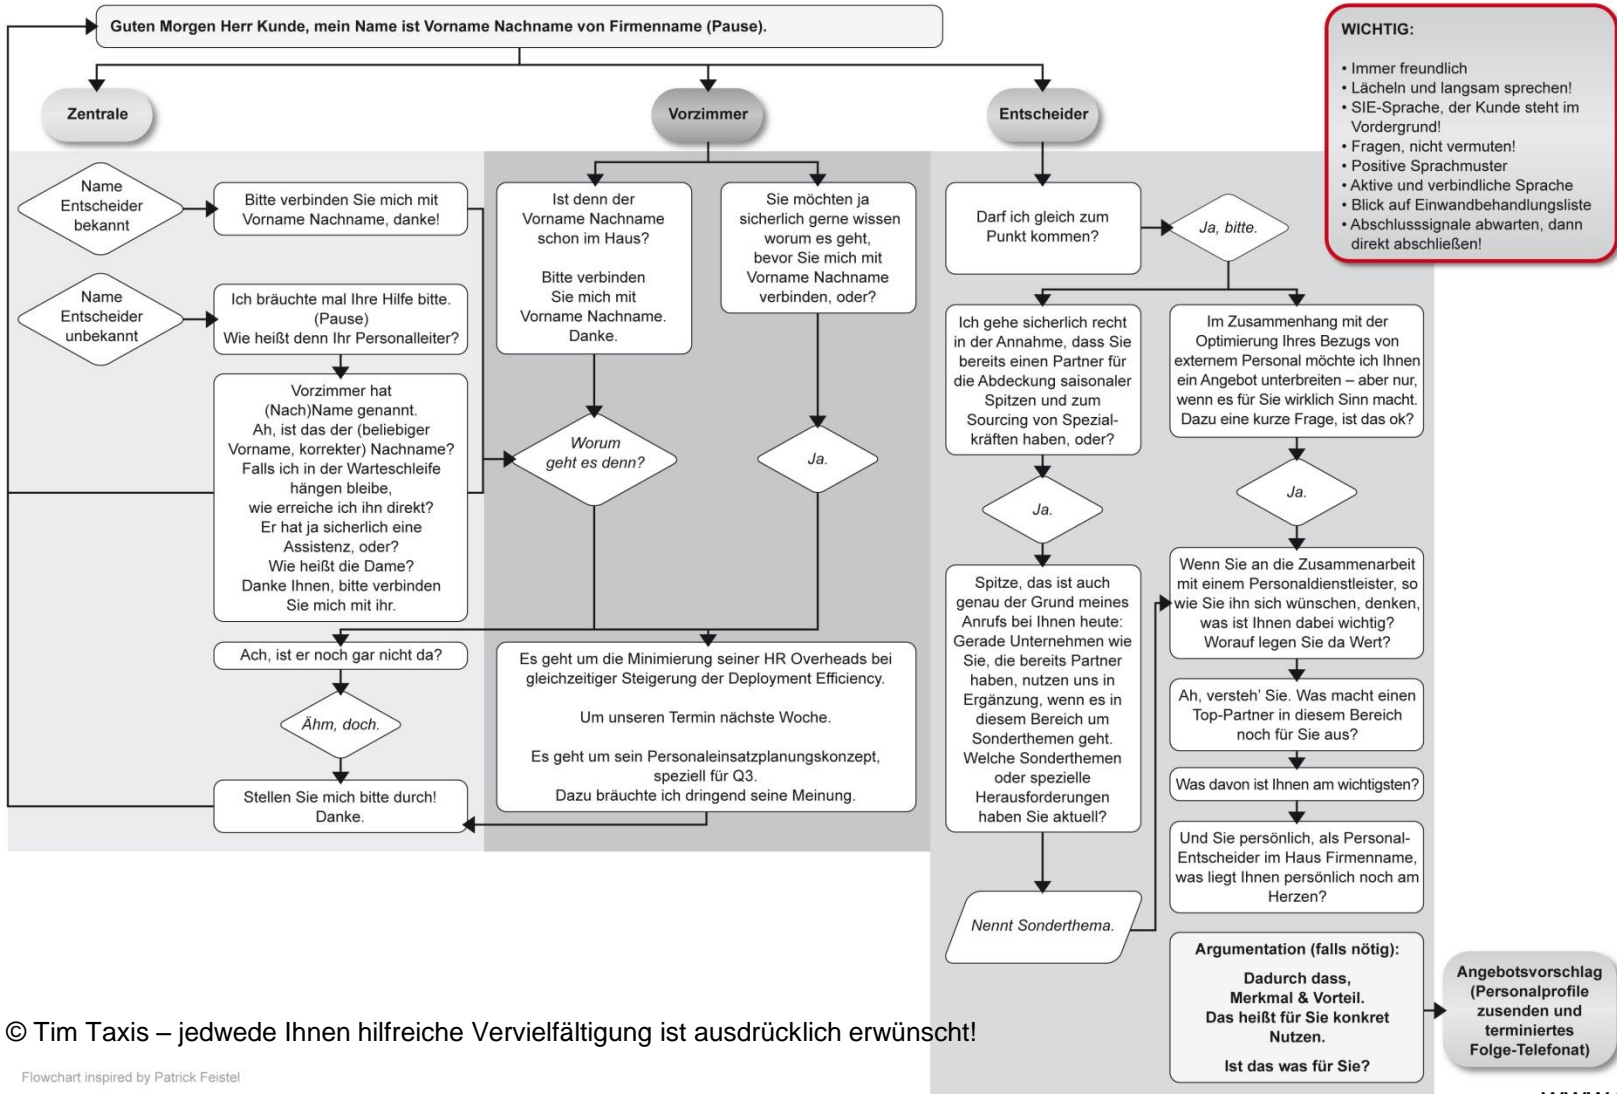 Guten Morgen Herr Kunde, mein Name ist Vorname Nachname von Firmenname (Pause).
Zentrale
Vorzimmer
Entscheider
WICHTIG:
• Immer freundlich
• Lächeln und langsam sprechen!
• SIE-Sprache, der Kunde steht im
Vordergrund!
• Fragen, nicht vermuten!
• Positive Sprachmuster
• Aktive und verbindliche Sprache
• Blick auf Einwandbehandlungsliste
• Abschlusssignale abwarten, dann
direkt abschließen!
Name
Entscheider
bekannt
Bitte verbinden Sie mich mit
Vorname Nachname, danke!
Name
Entscheider
unbekannt
Ich bräuchte mal Ihre Hilfe bitte.
(Pause)
Wie heißt denn Ihr Personalleiter?
Vorzimmer hat
(Nach)Name genannt.
Ah, ist das der (beliebiger
Vorname, korrekter) Nachname?
Falls ich in der Warteschleife
hängen bleibe,
wie erreiche ich ihn direkt?
Er hat ja sicherlich eine
Assistenz, oder?
Wie heißt die Dame?
Danke Ihnen, bitte verbinden
Sie mich mit ihr.
Ach, ist er noch gar nicht da?
Ähm, doch.
Stellen Sie mich bitte durch!
Danke.
Ist denn der
Vorname Nachname
schon im Haus?
Bitte verbinden
Sie mich mit
Vorname Nachname.
Danke.
Worum
geht es denn?
Sie möchten ja
sicherlich gerne wissen
worum es geht,
bevor Sie mich mit
Vorname Nachname
verbinden, oder?
Ja.
Es geht um die Minimierung seiner HR Overheads bei
gleichzeitiger Steigerung der Deployment Efficiency.
Um unseren Termin nächste Woche.
Es geht um sein Personaleinsatzplanungskonzept,
speziell für Q3.
Dazu bräuchte ich dringend seine Meinung.
Darf ich gleich zum
Punkt kommen?
Ja, bitte.
Ich gehe sicherlich recht
in der Annahme, dass Sie
bereits einen Partner für
die Abdeckung saisonaler
Spitzen und zum
Sourcing von Spezial-
kräften haben, oder?
Ja.
Spitze, das ist auch
genau der Grund meines
Anrufs bei Ihnen heute:
Gerade Unternehmen wie
Sie, die bereits Partner
haben, nutzen uns in
Ergänzung, wenn es in
diesem Bereich um
Sonderthemen geht.
Welche Sonderthemen
oder spezielle
Herausforderungen
haben Sie aktuell?
Nennt Sonderthema.
Im Zusammenhang mit der
Optimierung Ihres Bezugs von
externem Personal möchte ich Ihnen
ein Angebot unterbreiten – aber nur,
wenn es für Sie wirklich Sinn macht.
Dazu eine kurze Frage, ist das ok?
Ja.
Wenn Sie an die Zusammenarbeit
mit einem Personaldienstleister, so
wie Sie ihn sich wünschen, denken,
was ist Ihnen dabei wichtig?
Worauf legen Sie da Wert?
Ah, versteh’ Sie. Was macht einen
Top-Partner in diesem Bereich
noch für Sie aus?
Was davon ist Ihnen am wichtigsten?
Und Sie persönlich, als Personal-
Entscheider im Haus Firmenname,
was liegt Ihnen persönlich noch am
Herzen?
Argumentation (falls nötig):
Dadurch dass,
Merkmal & Vorteil.
Das heißt für Sie konkret
Nutzen.
Ist das was für Sie?
Angebotsvorschlag
(Personalprofile
zusenden und
terminiertes
Folge-Telefonat)
© Tim Taxis – jedwede Ihnen hilfreiche Vervielfältigung ist ausdrücklich erwünscht!
Flowchart inspired by Patrick Feistel